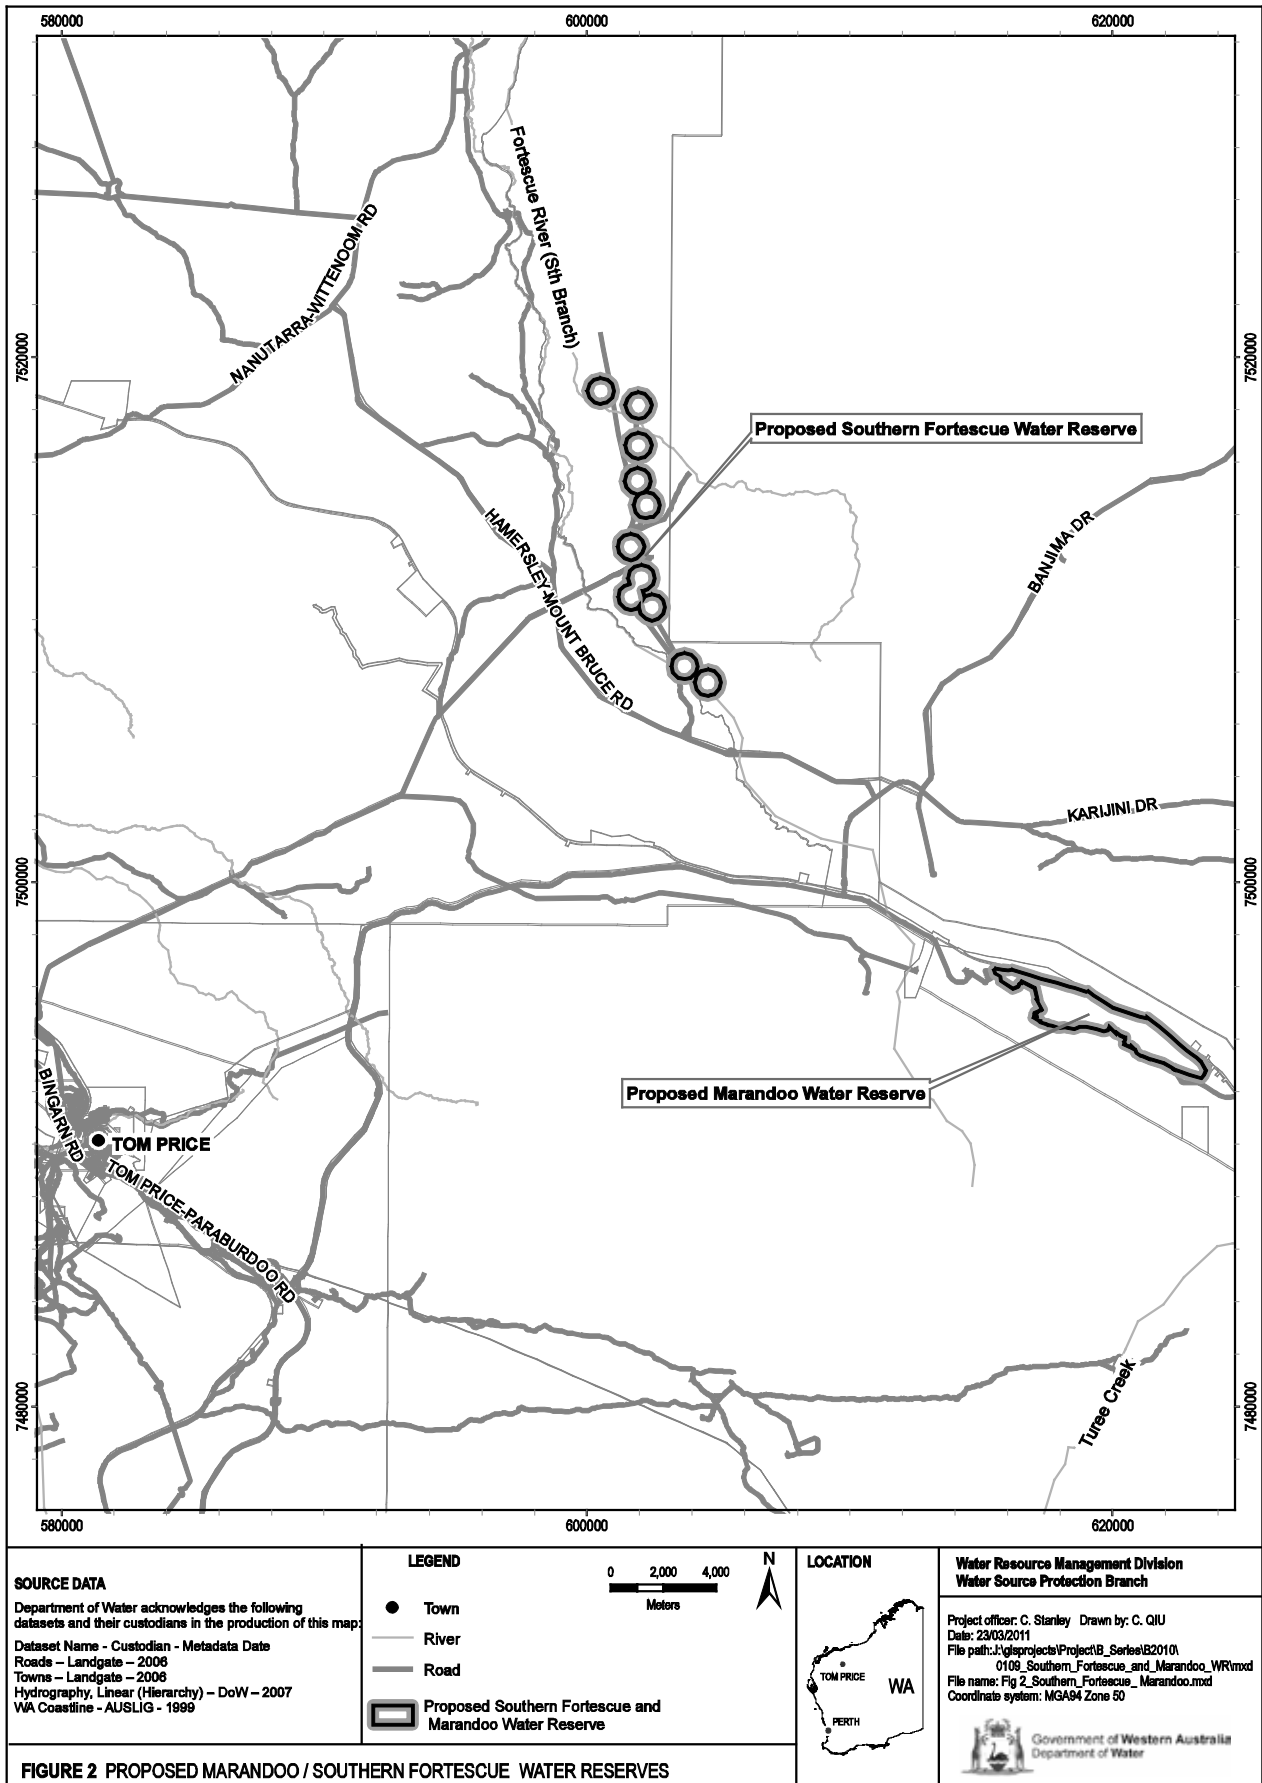 580000
600000
620000
Fortescue River (Sth Branch)
NANUTARRA-WITTENOOM RD
7520000
7520000
Proposed Southern Fortescue Water Reserve
HAMERSLEY-MOUNT BRUCE RD
BANJIMA DR
KARIJINI DR
7500000
7500000
Proposed Marandoo Water Reserve
BINGARN RD
TOM PRICE
TOM PRICE-PARABURDOO RD
Turee Creek
7480000
7480000
580000
600000
620000
SOURCE DATA
Department of Water acknowledges the following
datasets and their custodians in the production of this map:
Dataset Name - Custodian - Metadata Date
Roads – Landgate – 2006
Towns – Landgate – 2006
Hydrography, Linear (Hierarchy) – DoW – 2007
WA Coastline - AUSLIG - 1999
LEGEND
Town
River
Road
Proposed Southern Fortescue and
Marandoo Water Reserve
0 2,000 4,000
Meters
N
LOCATION
TOM PRICE
WA
PERTH
Water Resource Management Division
Water Source Protection Branch
Project officer: C. Stanley Drawn by: C. QIU
Date: 23/03/2011
File path:J:\gisprojects\Project\B_Series\B2010\
0109_Southern_Fortescue_and_Marandoo_WR\mxd
File name: Fig 2_Southern_Fortescue_ Marandoo.mxd
Coordinate system: MGA94 Zone 50
Government of Western Australia
Department of Water
FIGURE 2 PROPOSED MARANDOO / SOUTHERN FORTESCUE WATER RESERVES